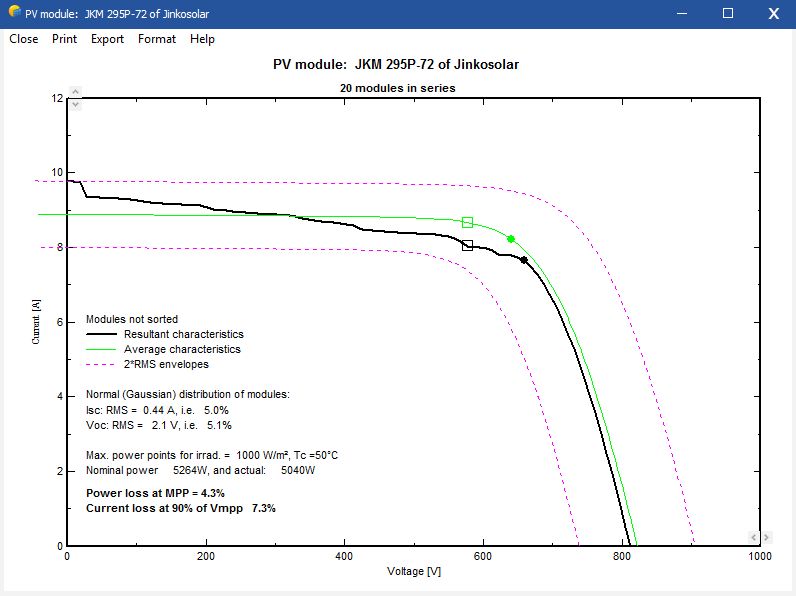 PV module:  JKM 295P-72 of Jinkosolar
Close Print Export Format Help
PV module:  JKM 295P-72 of Jinkosolar
20 modules in series
12
10
8
6
4
2
0
Current [A]
Modules not sorted
Resultant characteristics
Average characteristics
2*RMS envelopes
Normal (Gaussian) distribution of modules:
Isc: RMS =  0.44 A, i.e.  5.0%
Voc: RMS =  2.1 V, i.e.  5.1%
Max. power points for irrad. =  1000 W/m², Tc =50°C
Nominal power  5264W, and actual:  5040W
Power loss at MPP = 4.3%
Current loss at 90% of Vmpp  7.3%
0 200 400 600 800 1000
Voltage [V]